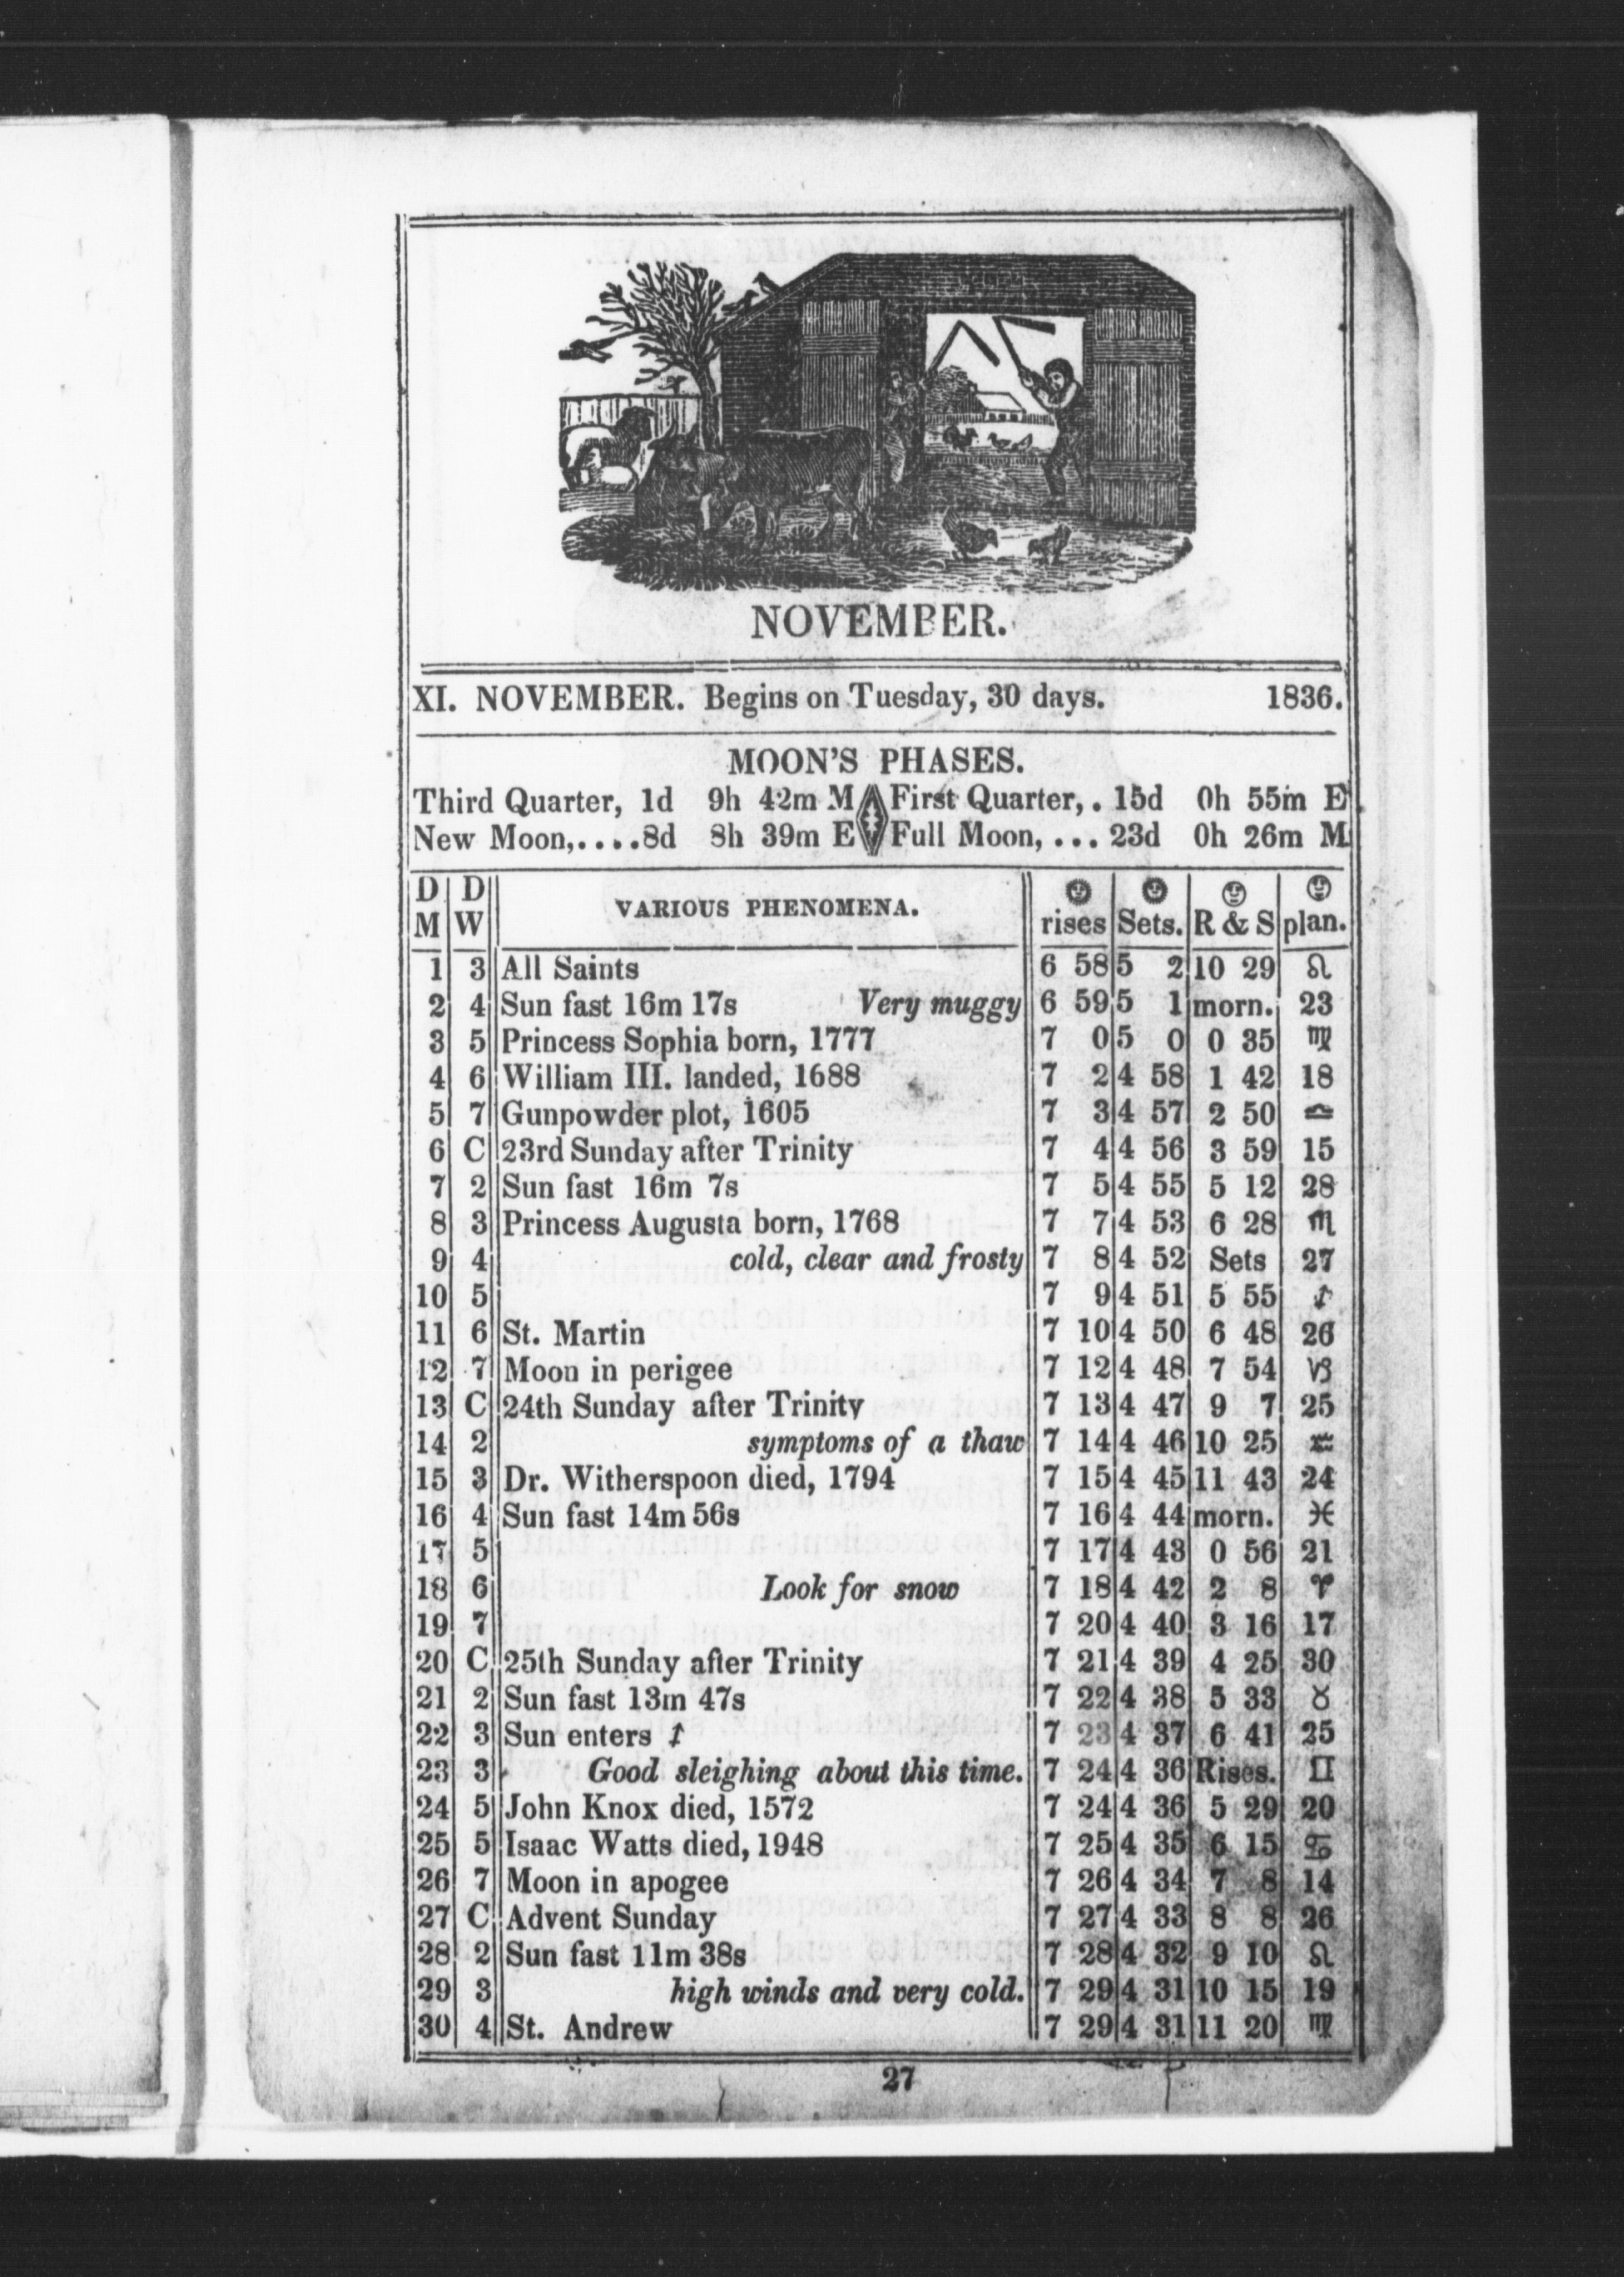 NOVEMBER.
XI. NOVEMBER. Begins on Tuesday, 30 days. 1836.
MOON'S PHASES.
Third Quarter, 1d 9h 42m M First Quarter,. 15d 0h 55m E
New Moon,....8d 8h 39m E Full Moon, ... 23d 0h 26m M
D M D W VARIOUS PHENOMENA. ☉ rises ☉ Sets. ☽ R & S ☽ plan.
1 3 All Saints 6 58 5 2 10 29 ♌
2 4 Sun fast 16m 17s Very muggy 6 59 5 1 morn. 23
3 5 Princess Sophia born, 1777 7 0 5 0 0 35 ♍
4 6 William III. landed, 1688 7 2 4 58 1 42 18
5 7 Gunpowder plot, 1605 7 3 4 57 2 50 ♎
6 C 23rd Sunday after Trinity 7 4 4 56 3 59 15
7 2 Sun fast 16m 7s 7 5 4 55 5 12 28
8 3 Princess Augusta born, 1768 7 7 4 53 6 28 ♏
9 4 cold, clear and frosty 7 8 4 52 Sets 27
10 5 7 9 4 51 5 55 ♐
11 6 St. Martin 7 10 4 50 6 48 26
12 7 Moon in perigee 7 12 4 48 7 54 ♑
13 C 24th Sunday after Trinity 7 13 4 47 9 7 25
14 2 symptoms of a thaw 7 14 4 46 10 25 ♒
15 3 Dr. Witherspoon died, 1794 7 15 4 45 11 43 24
16 4 Sun fast 14m 56s 7 16 4 44 morn. ♓
17 5 7 17 4 43 0 56 21
18 6 Look for snow 7 18 4 42 2 8 ♈
19 7 7 20 4 40 3 16 17
20 C 25th Sunday after Trinity 7 21 4 39 4 25 30
21 2 Sun fast 13m 47s 7 22 4 38 5 33 ♉
22 3 Sun enters ♐ 7 23 4 37 6 41 25
23 3 Good sleighing about this time. 7 24 4 36 Rises. ♊
24 5 John Knox died, 1572 7 24 4 36 5 29 20
25 5 Isaac Watts died, 1948 7 25 4 35 6 15 ♋
26 7 Moon in apogee 7 26 4 34 7 8 14
27 C Advent Sunday 7 27 4 33 8 8 26
28 2 Sun fast 11m 38s 7 28 4 32 9 10 ♌
29 3 high winds and very cold. 7 29 4 31 10 15 19
30 4 St. Andrew 7 29 4 31 11 20 ♍
27